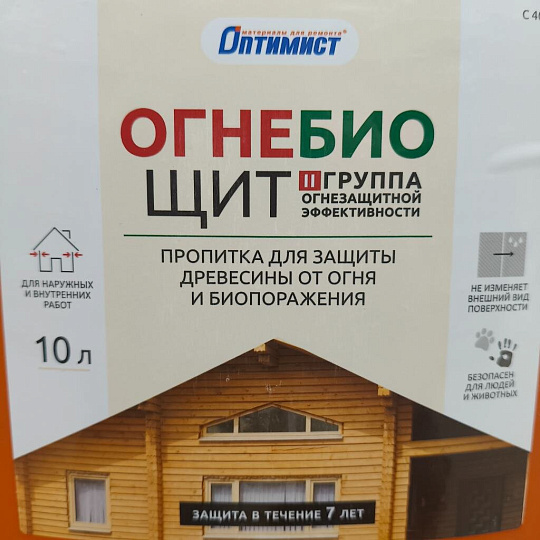 С 4
материалы для ремонта
Оптимист®
ОГНЕБИО
ЩИТ
II ГРУППА
ОГНЕЗАЩИТНОЙ
ЭФФЕКТИВНОСТИ
ПРОПИТКА ДЛЯ ЗАЩИТЫ
ДРЕВЕСИНЫ ОТ ОГНЯ
И БИОПОРАЖЕНИЯ
ДЛЯ НАРУЖНЫХ
И ВНУТРЕННИХ
РАБОТ
10 л
НЕ ИЗМЕНЯЕТ
ВНЕШНИЙ ВИД
ПОВЕРХНОСТИ
БЕЗОПАСЕН
ДЛЯ ЛЮДЕЙ
И ЖИВОТНЫХ
ЗАЩИТА В ТЕЧЕНИЕ 7 ЛЕТ